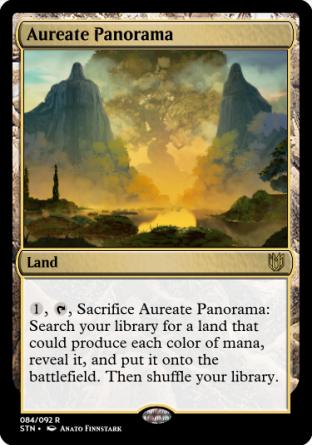 Aureate Panorama
Land
1, T, Sacrifice Aureate Panorama:
Search your library for a land that
could produce each color of mana,
reveal it, and put it onto the
battlefield. Then shuffle your library.
084/092 R
STN • Anato Finnstark